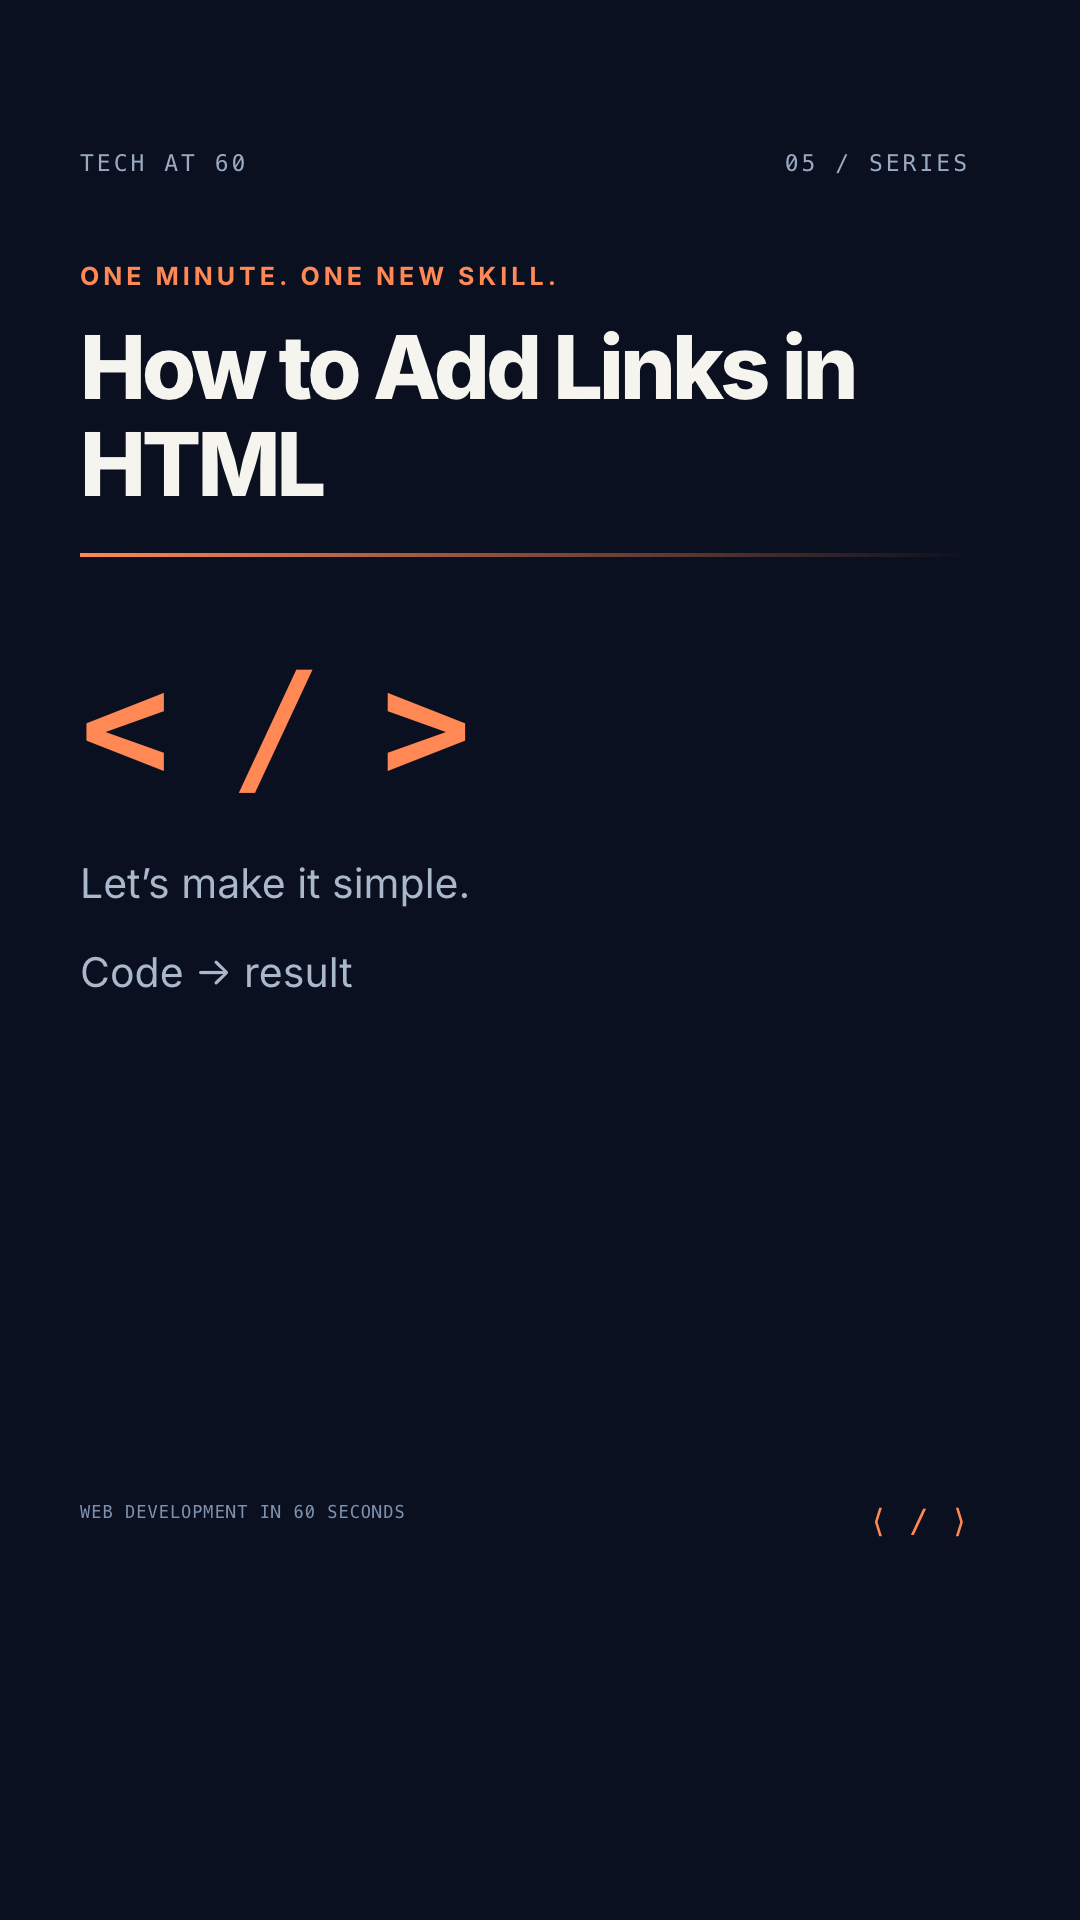 TECH AT 60
05 / SERIES
ONE MINUTE. ONE NEW SKILL.
How to Add Links in
HTML
< / >
Let’s make it simple.
Code → result
WEB DEVELOPMENT IN 60 SECONDS
⟨ / ⟩